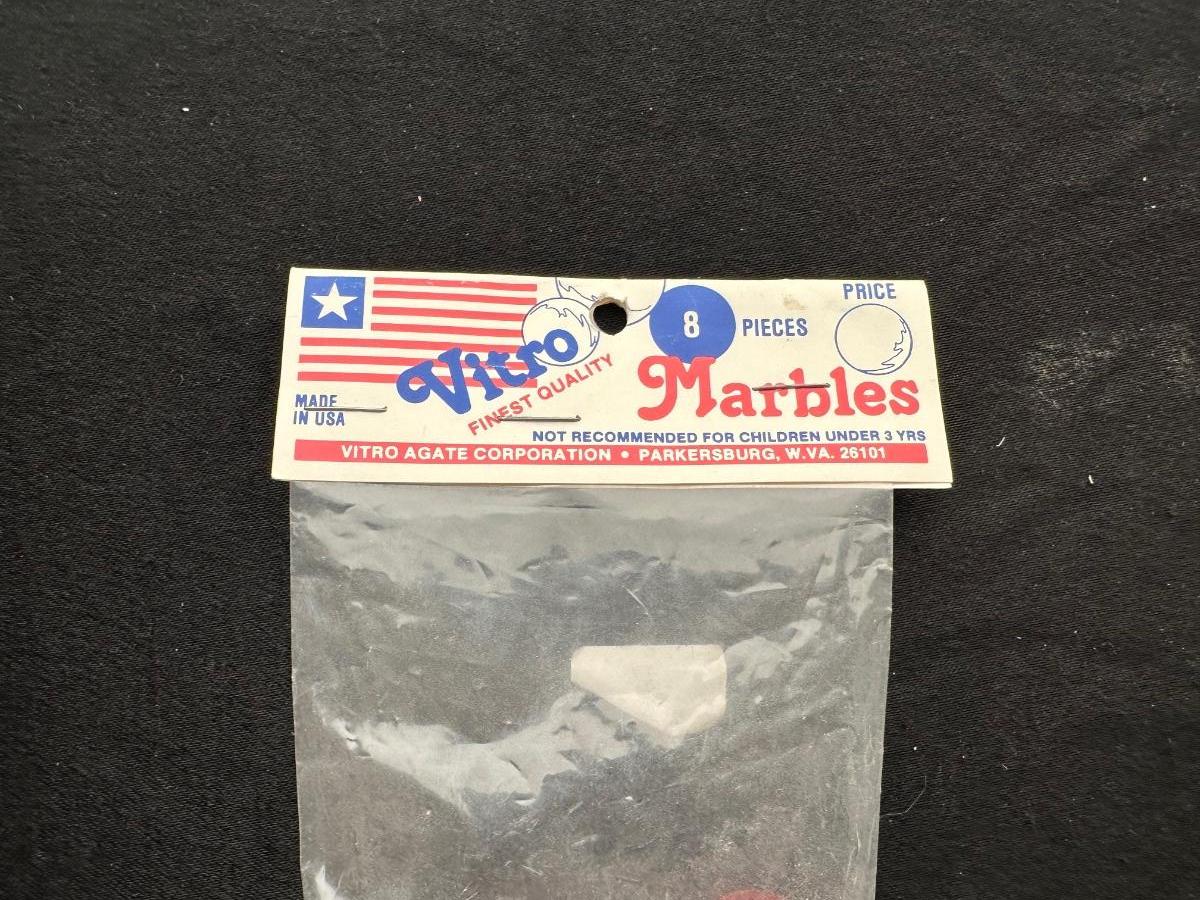 PRICE
8 PIECES
Vitro Marbles
FINEST QUALITY
MADE
IN USA
NOT RECOMMENDED FOR CHILDREN UNDER 3 YRS
VITRO AGATE CORPORATION • PARKERSBURG, W.VA. 26101